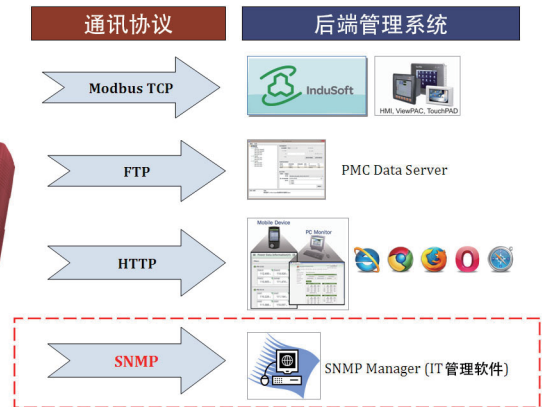 通讯协议
后端管理系统
Modbus TCP
InduSoft
HMI, ViewPAC, TouchPAD
FTP
PMC Data Server
HTTP
Mobile Device
PC Monitor
SNMP
SNMP Manager (IT管理软件)